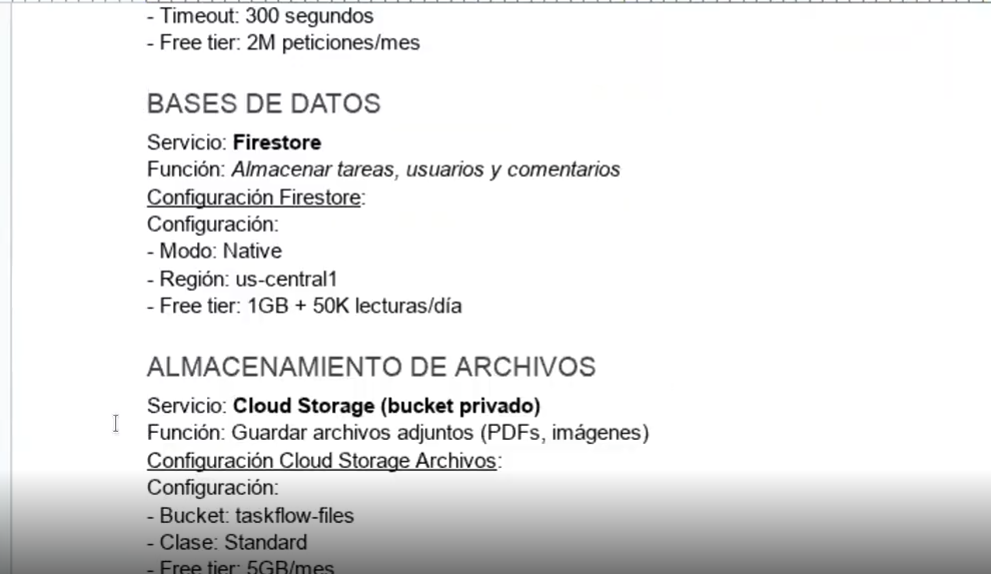 - Timeout: 300 segundos
- Free tier: 2M peticiones/mes
BASES DE DATOS
Servicio: Firestore
Función: Almacenar tareas, usuarios y comentarios
Configuración Firestore:
Configuración:
- Modo: Native
- Región: us-central1
- Free tier: 1GB + 50K lecturas/día
ALMACENAMIENTO DE ARCHIVOS
Servicio: Cloud Storage (bucket privado)
Función: Guardar archivos adjuntos (PDFs, imágenes)
Configuración Cloud Storage Archivos:
Configuración:
- Bucket: taskflow-files
- Clase: Standard
- Free tier: 5GB/mes